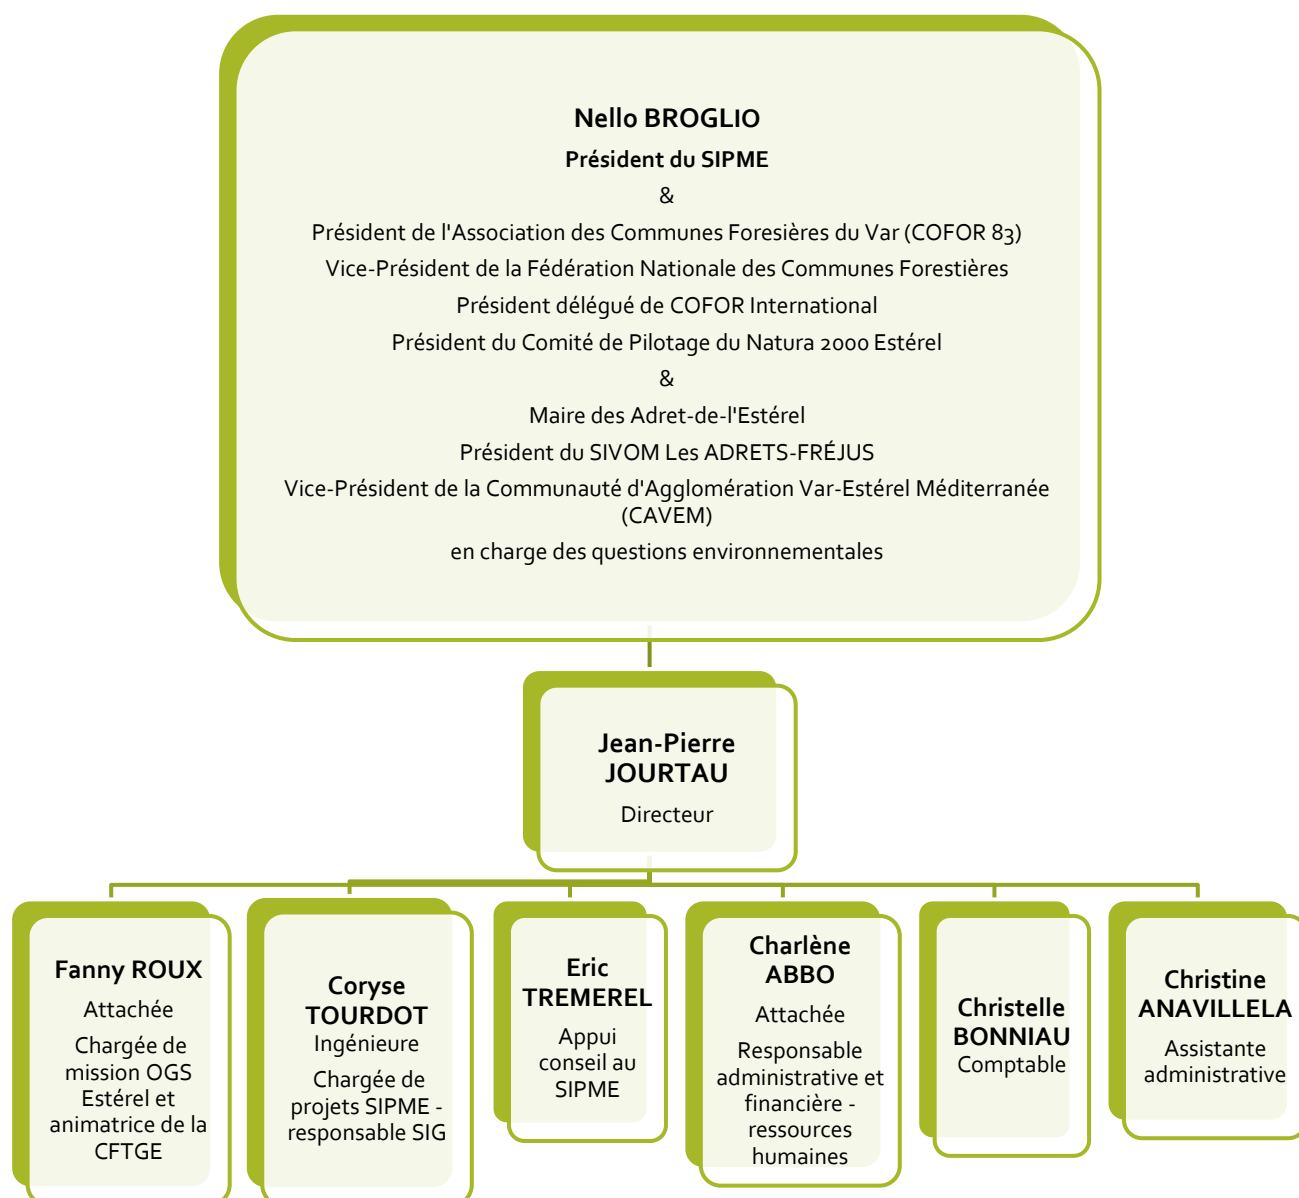 Nello BROGLIO
Président du SIPME
&
Président de l'Association des Communes Foresières du Var (COFOR 83)
Vice-Président de la Fédération Nationale des Communes Forestières
Président délégué de COFOR International
Président du Comité de Pilotage du Natura 2000 Estérel
&
Maire des Adret-de-l'Estérel
Président du SIVOM Les ADRETS-FRÉJUS
Vice-Président de la Communauté d'Agglomération Var-Estérel Méditerranée
(CAVEM)
en charge des questions environnementales
Jean-Pierre
JOURTAU
Directeur
Fanny ROUX
Attachée
Chargée de
mission OGS
Estérel et
animatrice de la
CFTGE
Coryse
TOURDOT
Ingénieure
Chargée de
projets SIPME -
responsable SIG
Eric
TREMEREL
Appui
conseil au
SIPME
Charlène
ABBO
Attachée
Responsable
administrative et
financière -
ressources
humaines
Christelle
BONNIAU
Comptable
Christine
ANAVILLELA
Assistante
administrative